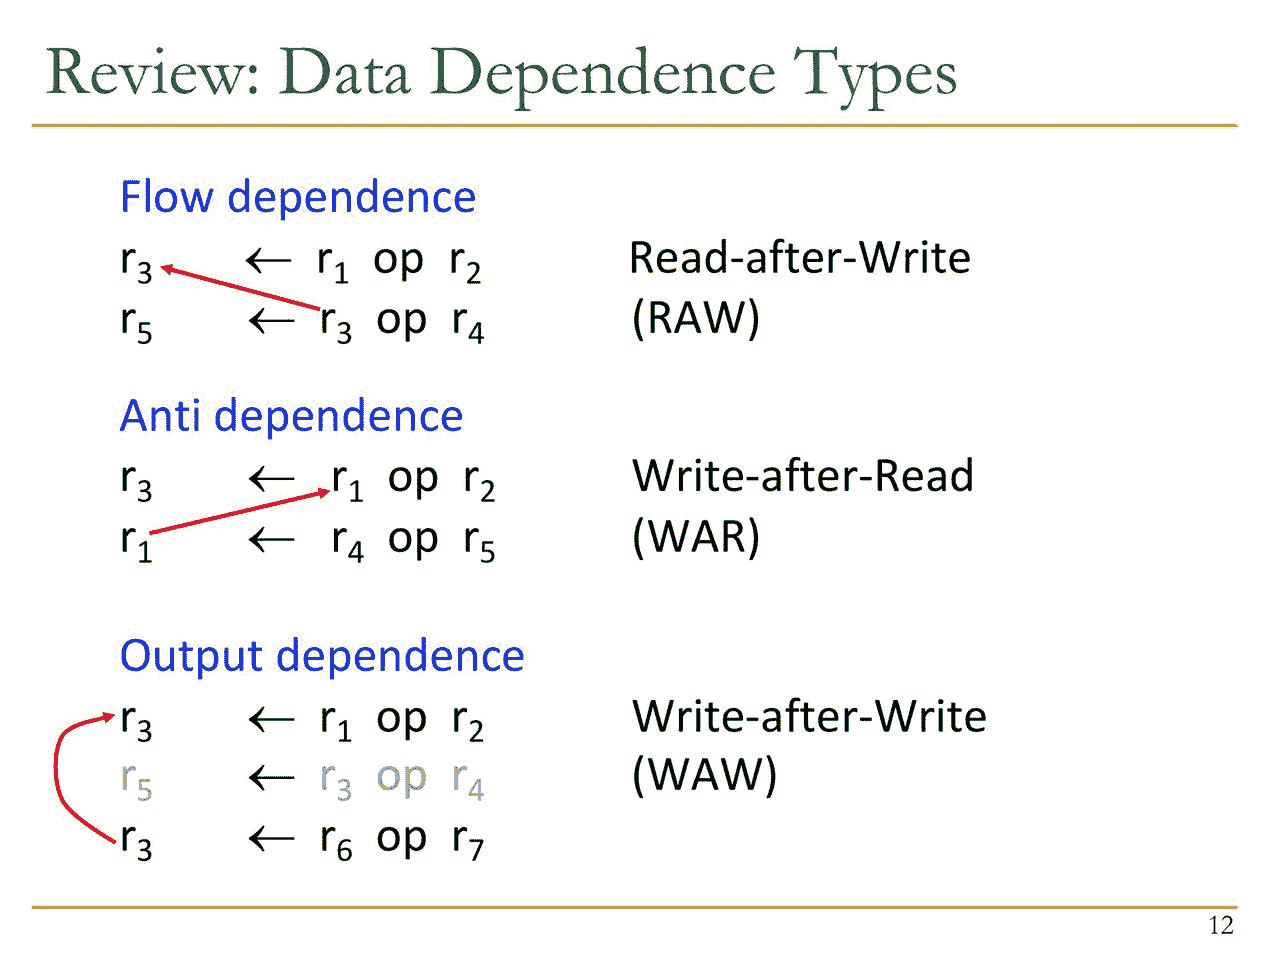 Review: Data Dependence Types
Flow dependence
r₃ ← r₁ op r₂ Read-after-Write
r₅ ← r₃ op r₄ (RAW)
Anti dependence
r₃ ← r₁ op r₂ Write-after-Read
r₁ ← r₄ op r₅ (WAR)
Output dependence
r₃ ← r₁ op r₂ Write-after-Write
r₅ ← r₃ op r₄ (WAW)
r₃ ← r₆ op r₇
12